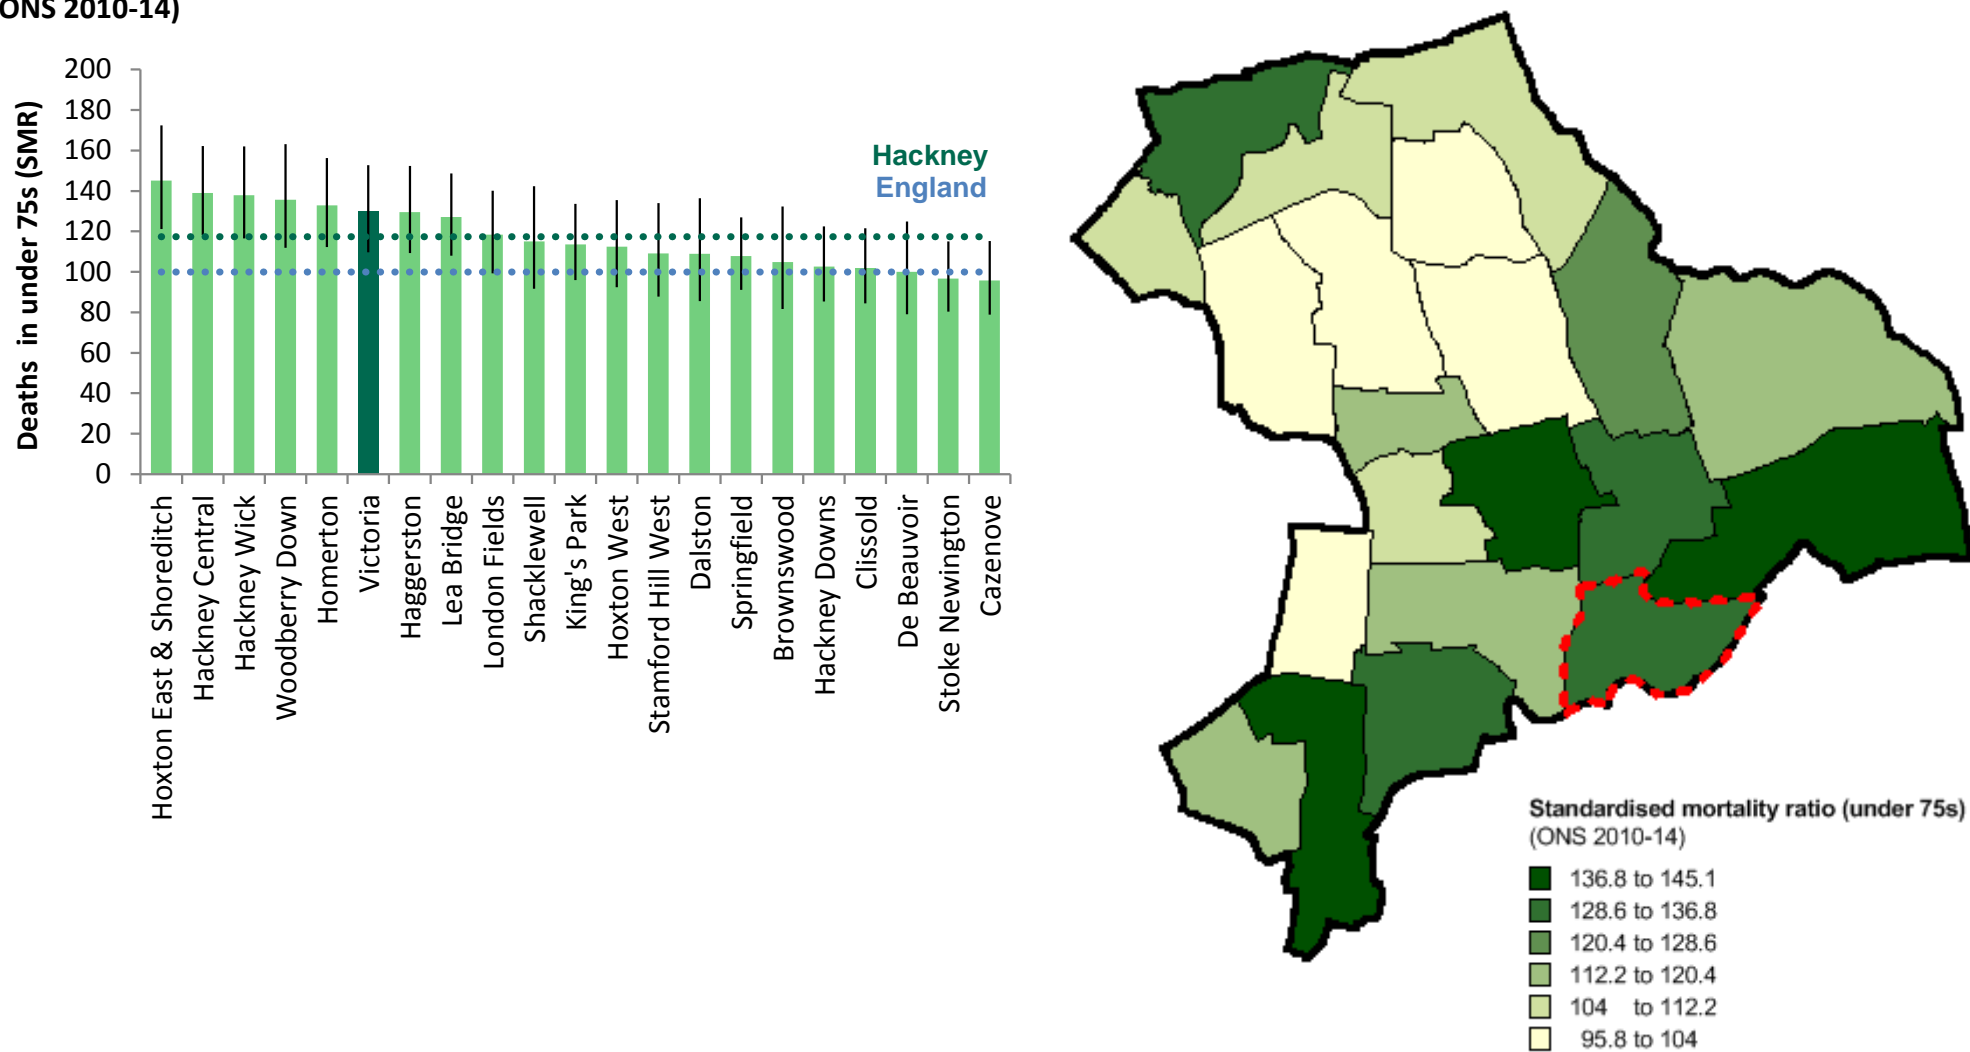 ONS 2010-14)
Deaths in under 75s (SMR)
200
180
160
140
120
100
80
60
40
20
0
Hackney
England
Hoxton East & Shoreditch
Hackney Central
Hackney Wick
Woodberry Down
Homerton
Victoria
Haggerston
Lea Bridge
London Fields
Shacklewell
King's Park
Hoxton West
Stamford Hill West
Dalston
Springfield
Brownswood
Hackney Downs
Clissold
De Beauvoir
Stoke Newington
Cazenove
Standardised mortality ratio (under 75s)
(ONS 2010-14)
136.8 to 145.1
128.6 to 136.8
120.4 to 128.6
112.2 to 120.4
104 to 112.2
95.8 to 104